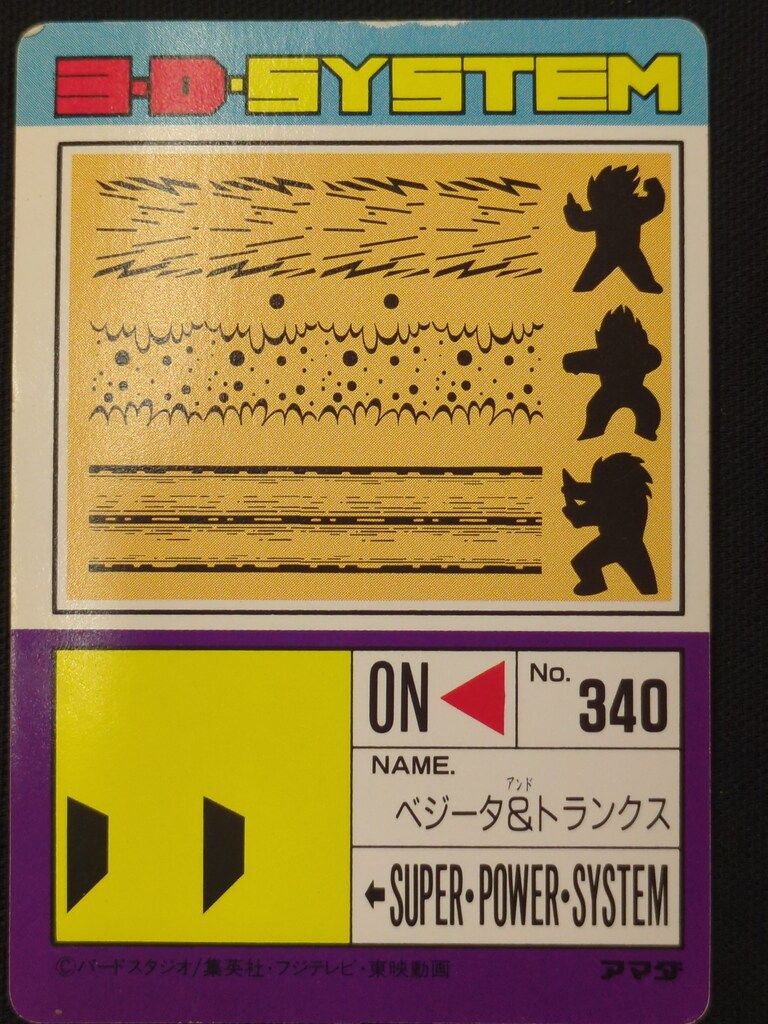 3・D・SYSTEM
ON
No. 340
NAME.
アンド
ベジータ&トランクス
SUPER・POWER・SYSTEM
©バードスタジオ/集英社・フジテレビ・東映動画
アマダ